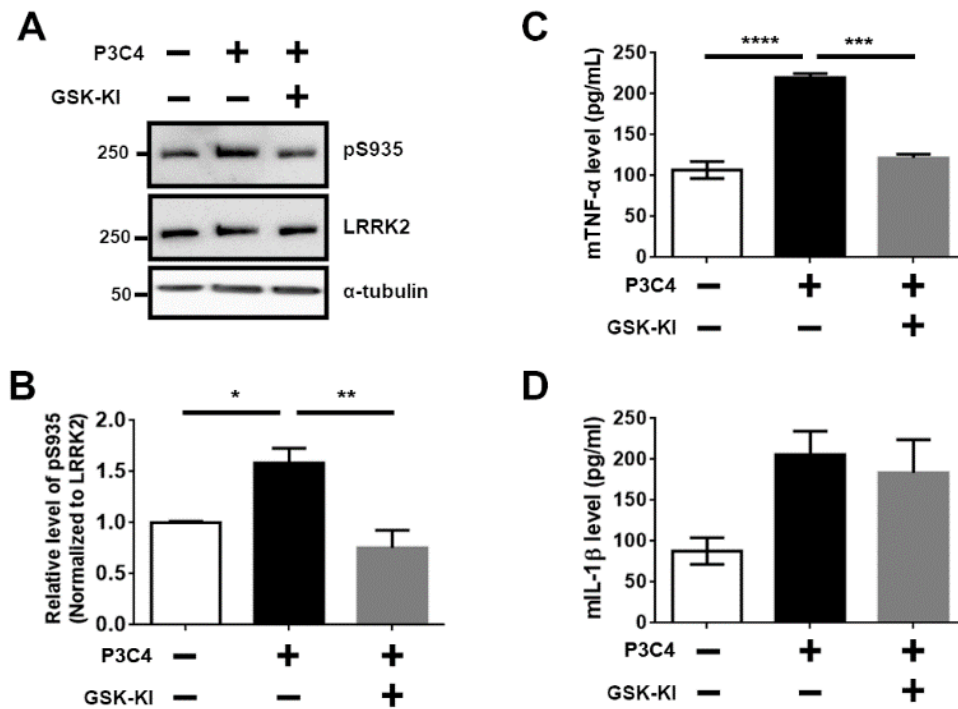 A
P3C4 − + +
GSK-KI − − +
250 pS935
250 LRRK2
50 α-tubulin
B
Relative level of pS935
(Normalized to LRRK2)
* **
2.0
1.5
1.0
0.5
0.0
P3C4 − + +
GSK-KI − − +
C
mTNF-α level (pg/mL)
**** ***
250
200
150
100
50
0
P3C4 − + +
GSK-KI − − +
D
mIL-1β level (pg/ml)
250
200
150
100
50
0
P3C4 − + +
GSK-KI − − +